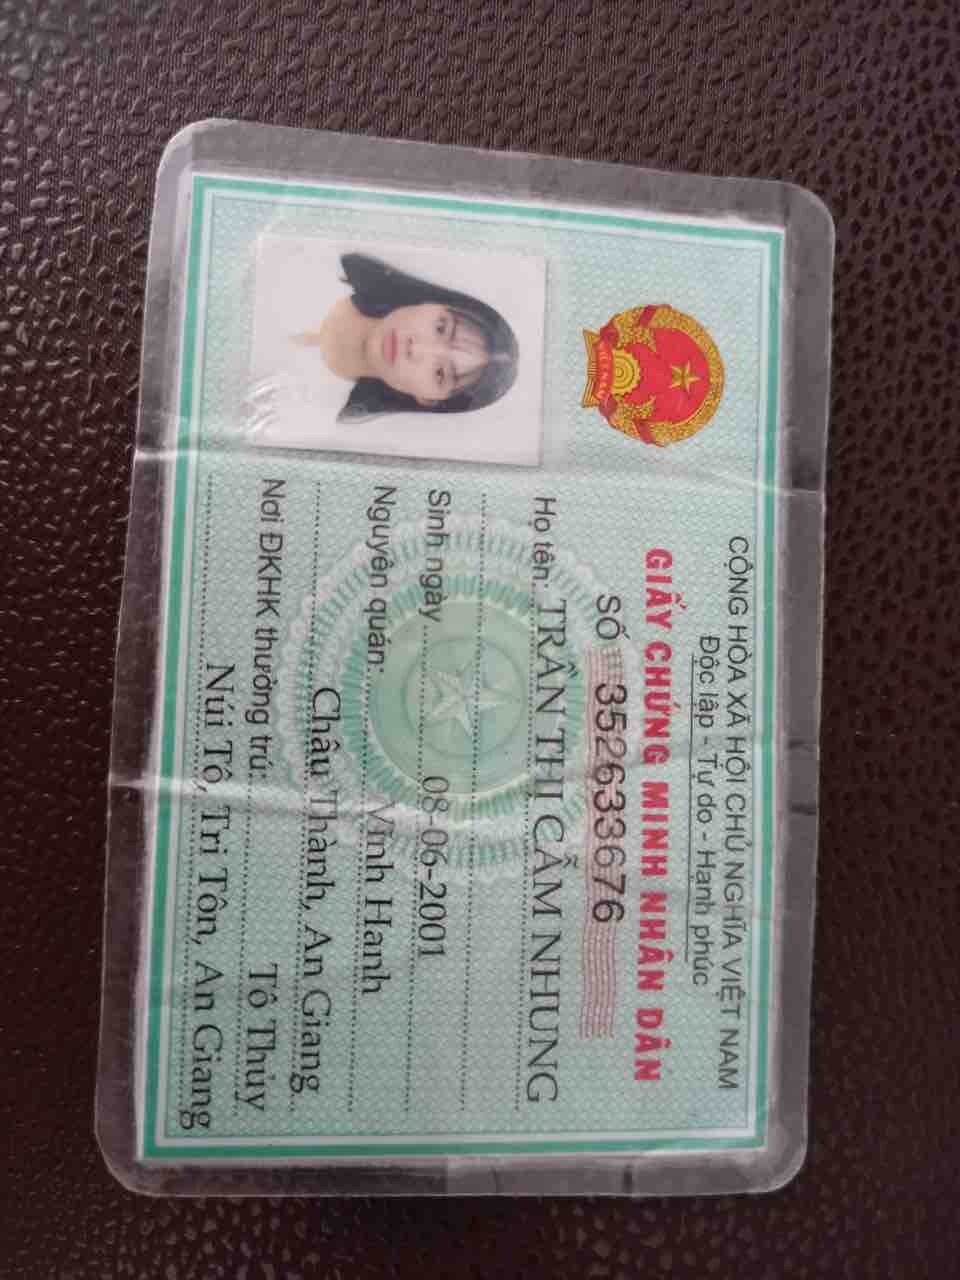 CỘNG HÒA XÃ HỘI CHỦ NGHĨA VIỆT NAM
Độc lập - Tự do - Hạnh phúc
GIẤY CHỨNG MINH NHÂN DÂN
SỐ 352633676
Họ tên: TRẦN THỊ CẨM NHUNG
Sinh ngày 08-06-2001
Nguyên quán: Vĩnh Hanh
Châu Thành, An Giang
Nơi ĐKHK thường trú: Tô Thủy
Núi Tô, Tri Tôn, An Giang
VIỆT NAM